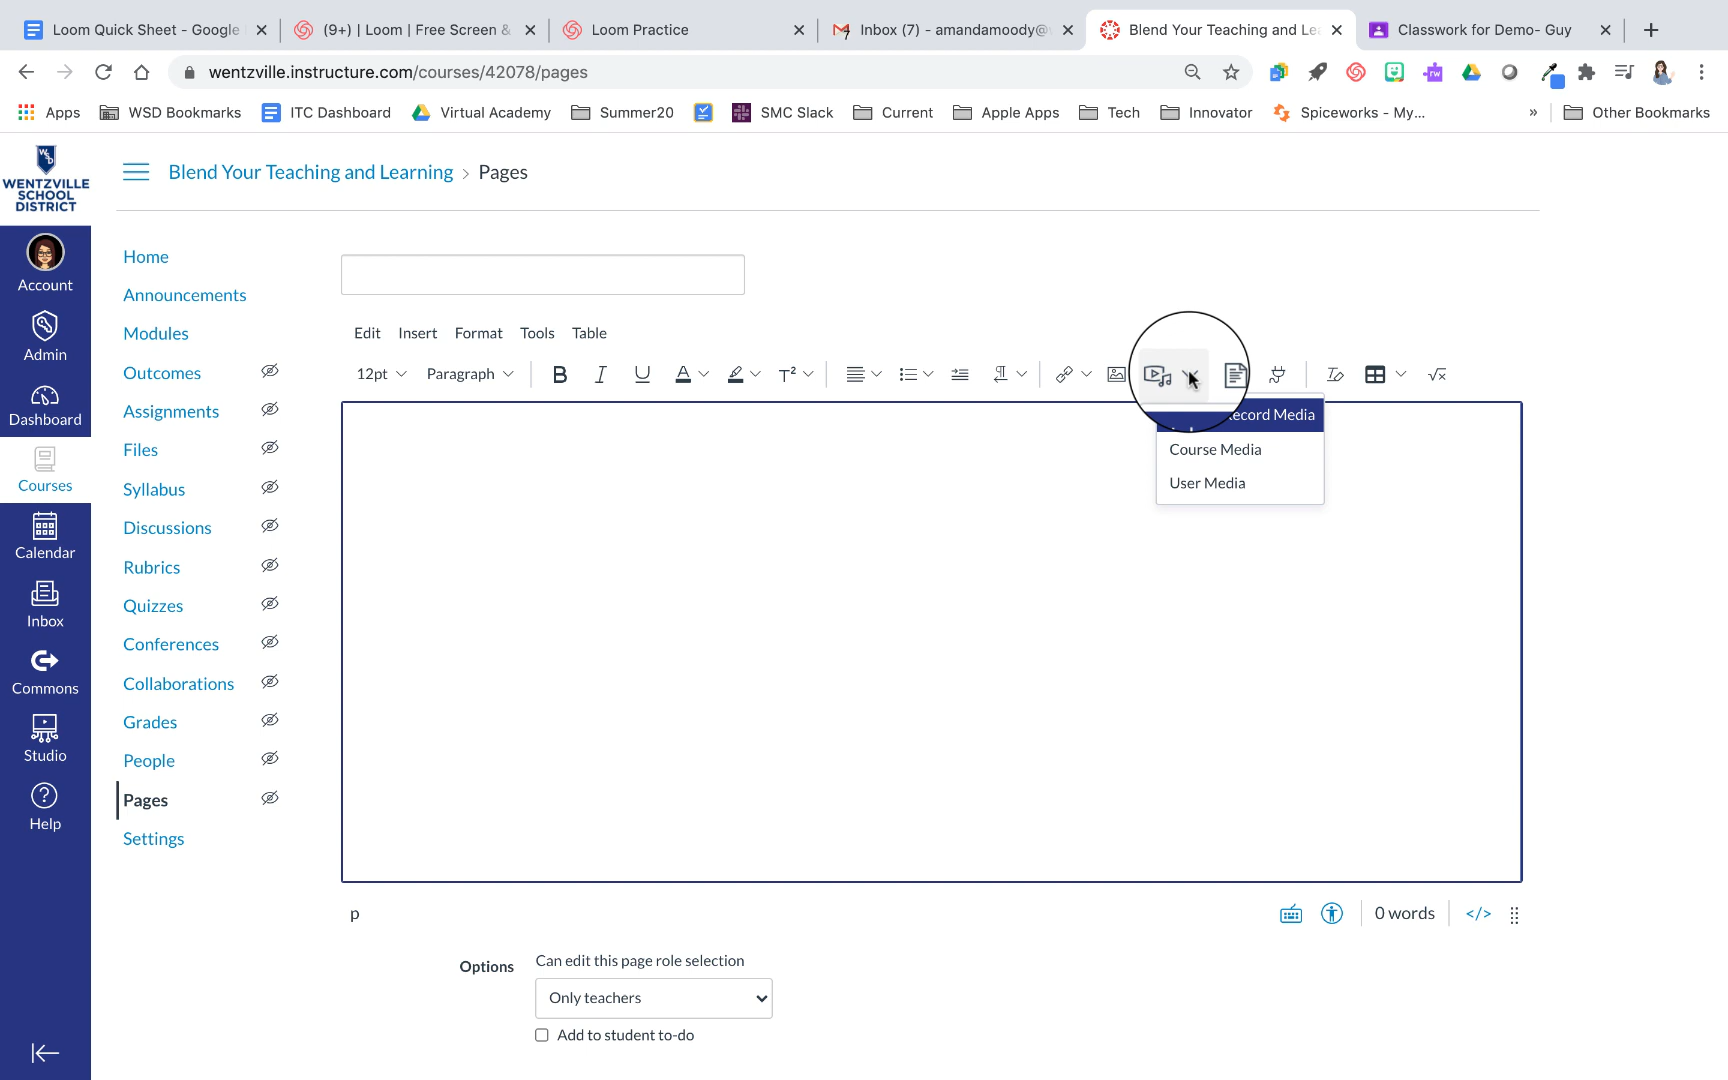 Loom Quick Sheet - Google
(9+) | Loom | Free Screen &
Loom Practice
Inbox (7) - amandamoody@
Blend Your Teaching and Le
Classwork for Demo- Guy
wentzville.instructure.com/courses/42078/pages
Apps
WSD Bookmarks
ITC Dashboard
Virtual Academy
Summer20
SMC Slack
Current
Apple Apps
Tech
Innovator
Spiceworks - My...
»
Other Bookmarks
WSD
WENTZVILLE
SCHOOL
DISTRICT
Blend Your Teaching and Learning > Pages
Account
Admin
Dashboard
Courses
Calendar
Inbox
Commons
Studio
Help
Home
Announcements
Modules
Outcomes
Assignments
Files
Syllabus
Discussions
Rubrics
Quizzes
Conferences
Collaborations
Grades
People
Pages
Settings
Edit Insert Format Tools Table
12pt Paragraph B I U A T²
√x
Record Media
Course Media
User Media
p
0 words </>
Options
Can edit this page role selection
Only teachers
Add to student to-do